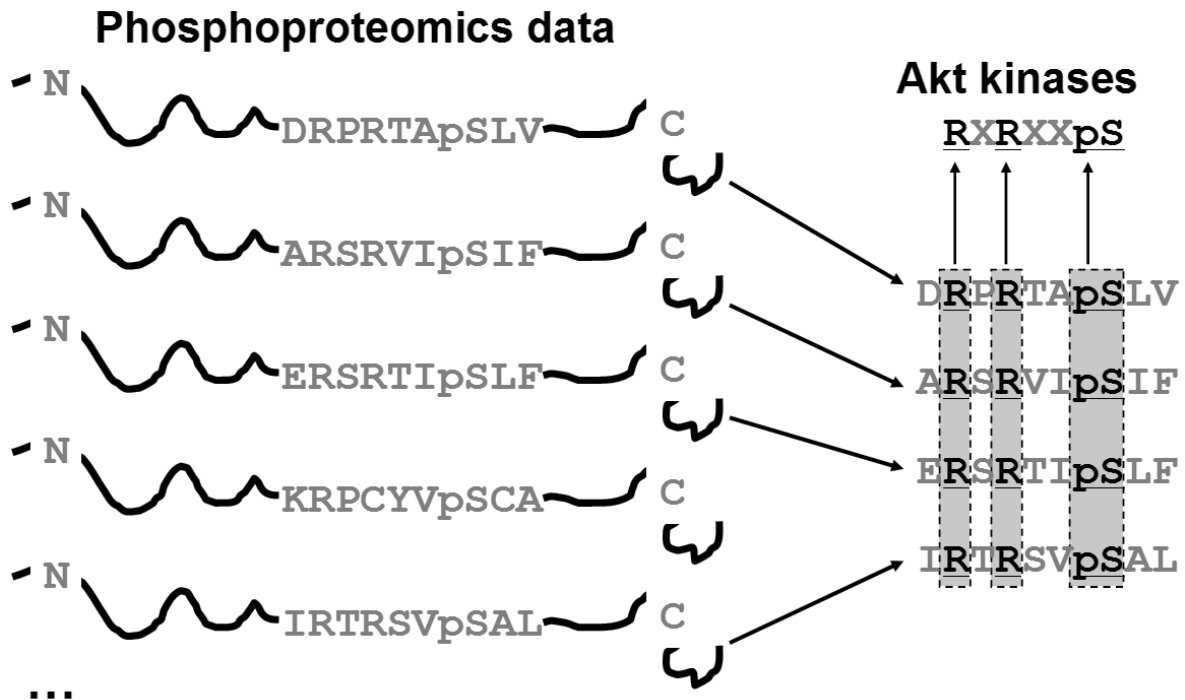 Phosphoproteomics data
N
DRPRTApSLV
C
N
ARSRVIpSIF
C
N
ERSRTIpSLF
C
N
KRPCYVpSCA
C
N
IRTRSVpSAL
C
...
Akt kinases
RXRXXpS
DRPRTApSLV
ARSRVIpSIF
ERSRTIpSLF
IRTRSVpSAL